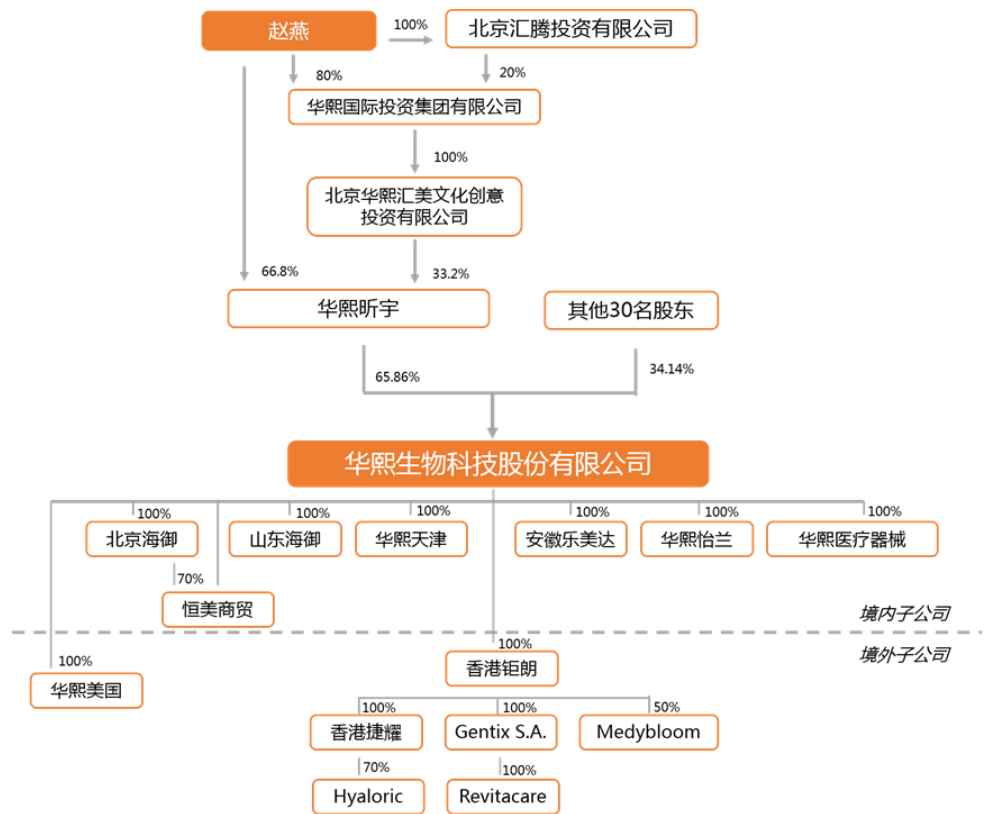 赵燕
100%
北京汇腾投资有限公司
80%
20%
华熙国际投资集团有限公司
100%
北京华熙汇美文化创意
投资有限公司
66.8%
33.2%
华熙昕宇
其他30名股东
65.86%
34.14%
华熙生物科技股份有限公司
100%
100%
100%
100%
100%
100%
北京海御
山东海御
华熙天津
安徽乐美达
华熙怡兰
华熙医疗器械
70%
恒美商贸
境内子公司
100%
境外子公司
100%
香港钜朗
华熙美国
100%
100%
50%
香港捷耀
Gentix S.A.
Medybloom
70%
100%
Hyaloric
Revitacare